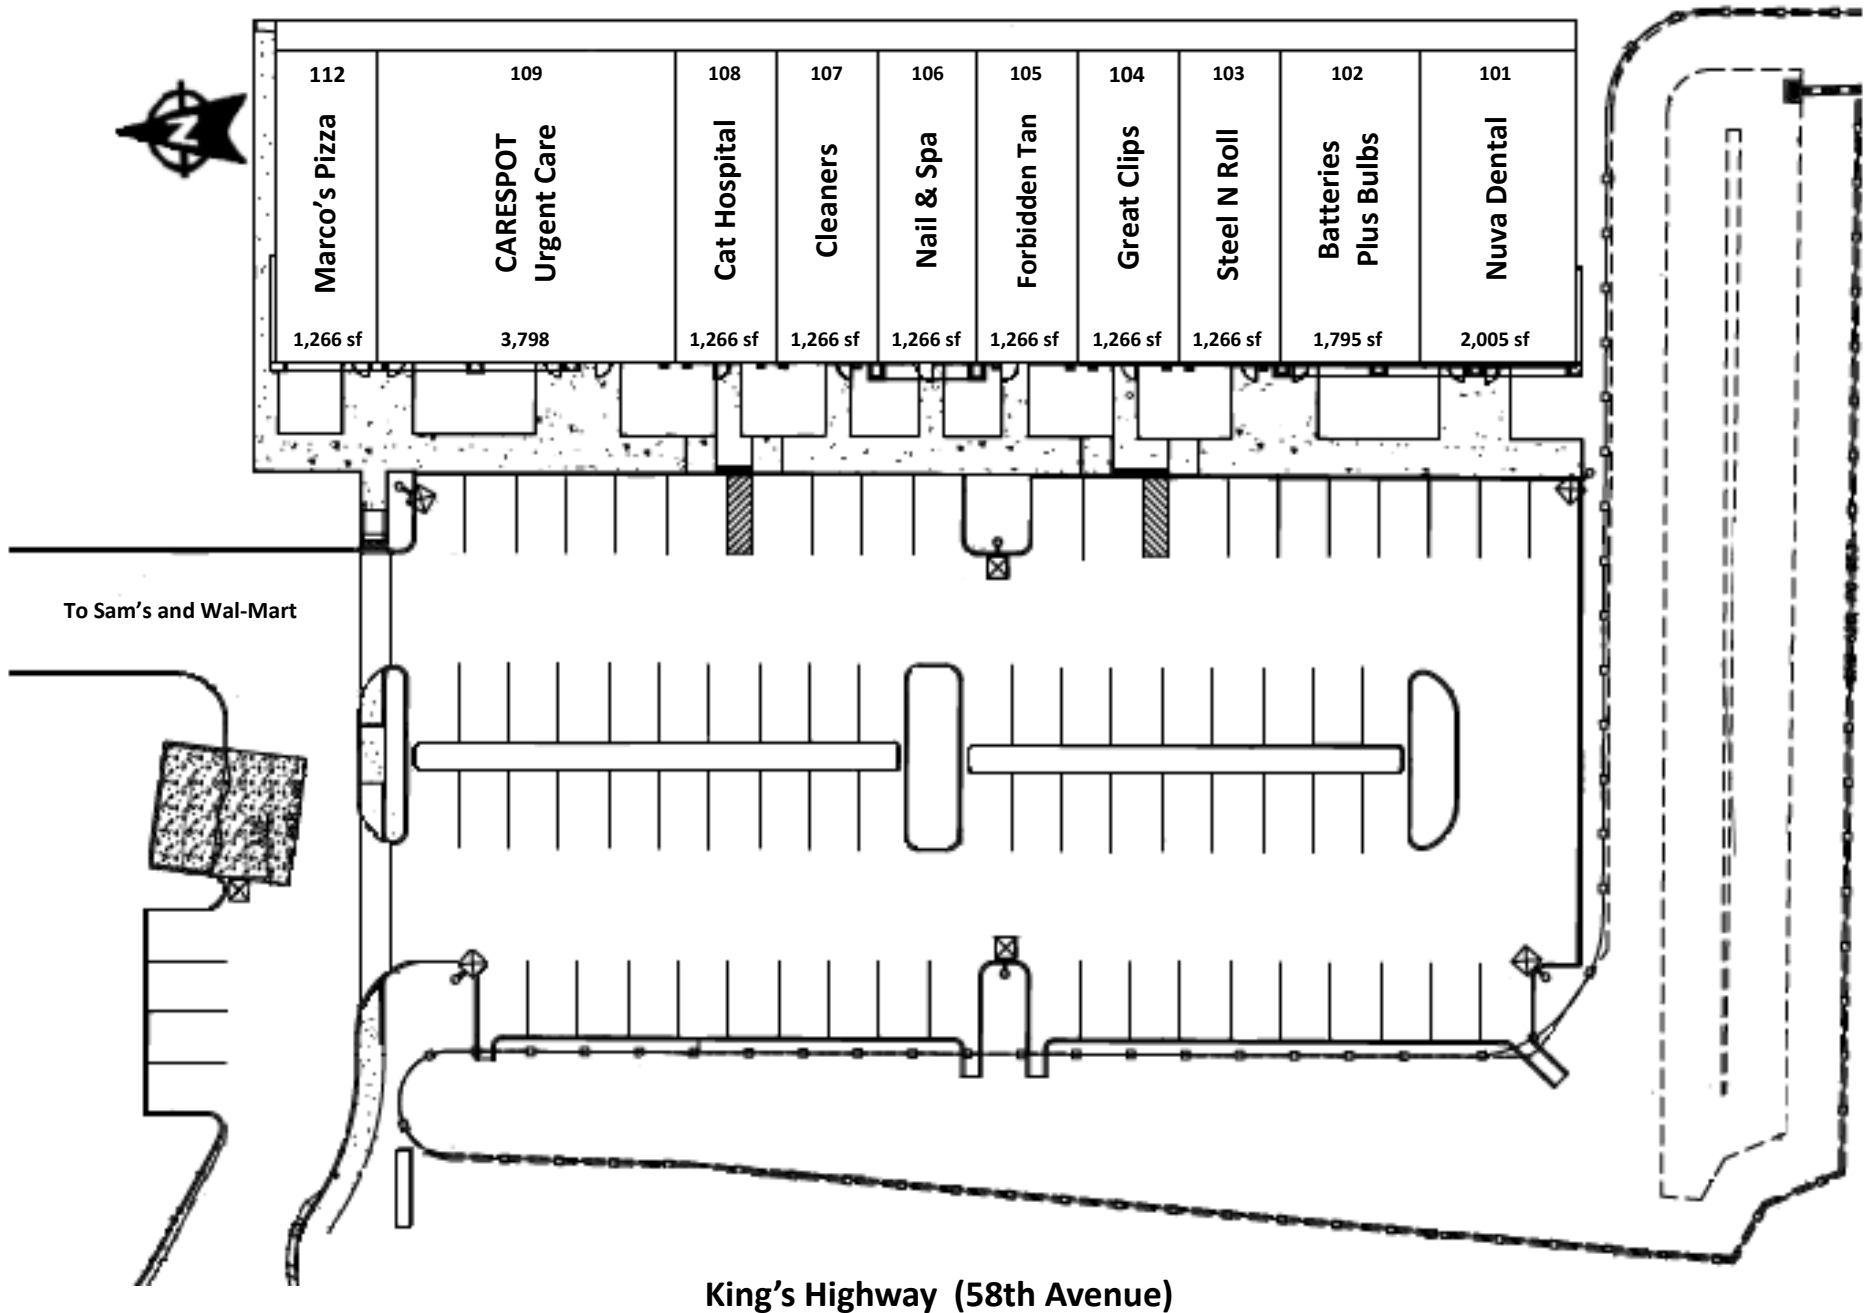 112
109
108
107
106
105
104
103
102
101
Marco's Pizza
CARESPOT
Urgent Care
Cat Hospital
Cleaners
Nail & Spa
Forbidden Tan
Great Clips
Steel N Roll
Batteries
Plus Bulbs
Nuva Dental
1,266 sf
3,798
1,266 sf
1,266 sf
1,266 sf
1,266 sf
1,266 sf
1,266 sf
1,795 sf
2,005 sf
N
To Sam's and Wal-Mart
King's Highway (58th Avenue)